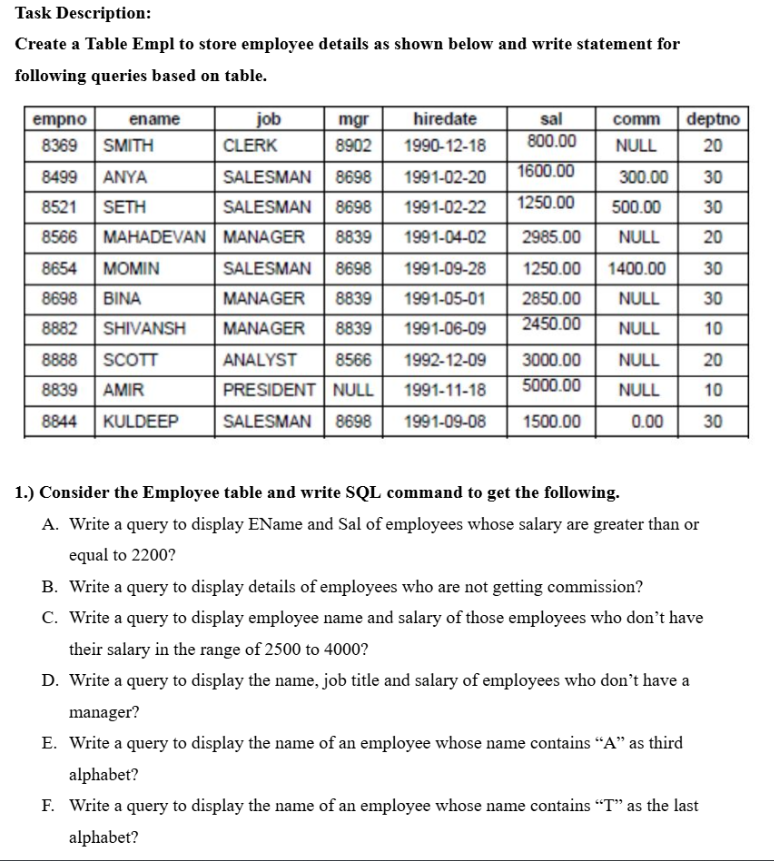 Task Description:
Create a Table Empl to store employee details as shown below and write statement for
following queries based on table.
empno ename job mgr hiredate sal comm deptno
8369 SMITH CLERK 8902 1990-12-18 800.00 NULL 20
8499 ANYA SALESMAN 8698 1991-02-20 1600.00 300.00 30
8521 SETH SALESMAN 8698 1991-02-22 1250.00 500.00 30
8566 MAHADEVAN MANAGER 8839 1991-04-02 2985.00 NULL 20
8654 MOMIN SALESMAN 8698 1991-09-28 1250.00 1400.00 30
8698 BINA MANAGER 8839 1991-05-01 2850.00 NULL 30
8882 SHIVANSH MANAGER 8839 1991-06-09 2450.00 NULL 10
8888 SCOTT ANALYST 8566 1992-12-09 3000.00 NULL 20
8839 AMIR PRESIDENT NULL 1991-11-18 5000.00 NULL 10
8844 KULDEEP SALESMAN 8698 1991-09-08 1500.00 0.00 30
1.) Consider the Employee table and write SQL command to get the following.
A. Write a query to display EName and Sal of employees whose salary are greater than or
equal to 2200?
B. Write a query to display details of employees who are not getting commission?
C. Write a query to display employee name and salary of those employees who don’t have
their salary in the range of 2500 to 4000?
D. Write a query to display the name, job title and salary of employees who don’t have a
manager?
E. Write a query to display the name of an employee whose name contains “A” as third
alphabet?
F. Write a query to display the name of an employee whose name contains “T” as the last
alphabet?